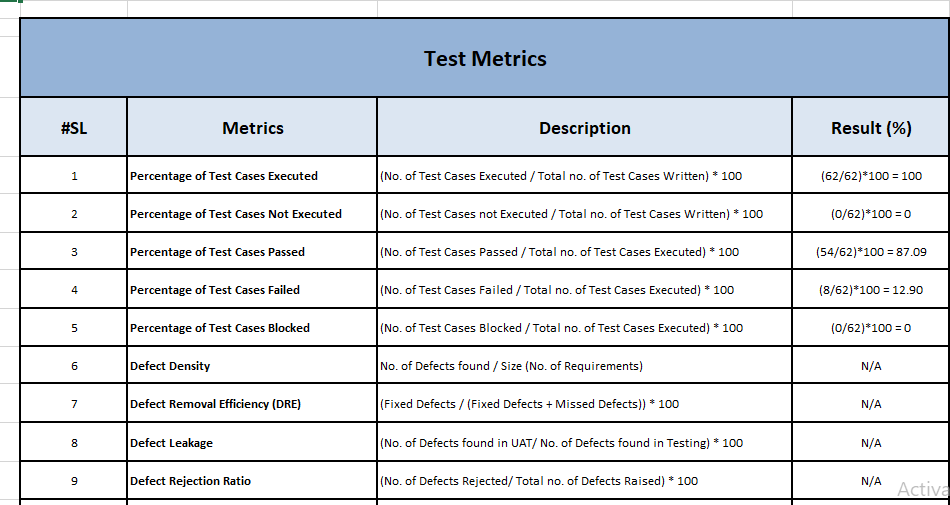 Test Metrics
#SL Metrics Description Result (%)
1 Percentage of Test Cases Executed (No. of Test Cases Executed / Total no. of Test Cases Written) * 100 (62/62)*100 = 100
2 Percentage of Test Cases Not Executed (No. of Test Cases not Executed / Total no. of Test Cases Written) * 100 (0/62)*100 = 0
3 Percentage of Test Cases Passed (No. of Test Cases Passed / Total no. of Test Cases Executed) * 100 (54/62)*100 = 87.09
4 Percentage of Test Cases Failed (No. of Test Cases Failed / Total no. of Test Cases Executed) * 100 (8/62)*100 = 12.90
5 Percentage of Test Cases Blocked (No. of Test Cases Blocked / Total no. of Test Cases Executed) * 100 (0/62)*100 = 0
6 Defect Density No. of Defects found / Size (No. of Requirements) N/A
7 Defect Removal Efficiency (DRE) (Fixed Defects / (Fixed Defects + Missed Defects)) * 100 N/A
8 Defect Leakage (No. of Defects found in UAT/ No. of Defects found in Testing) * 100 N/A
9 Defect Rejection Ratio (No. of Defects Rejected/ Total no. of Defects Raised) * 100 N/A
Activa